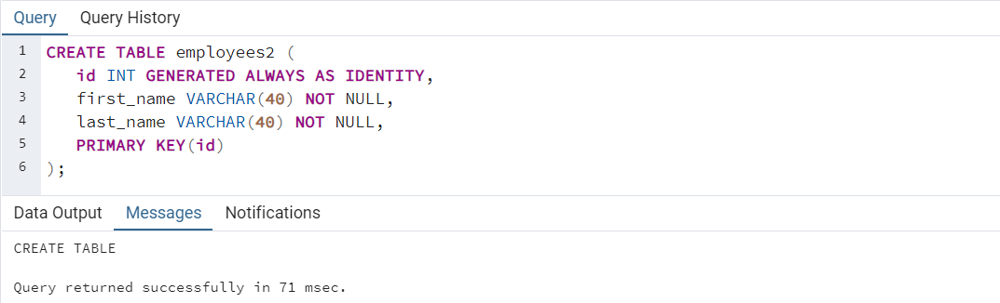 Query Query History
1 CREATE TABLE employees2 (
2 id INT GENERATED ALWAYS AS IDENTITY,
3 first_name VARCHAR(40) NOT NULL,
4 last_name VARCHAR(40) NOT NULL,
5 PRIMARY KEY(id)
6 );
Data Output Messages Notifications
CREATE TABLE
Query returned successfully in 71 msec.